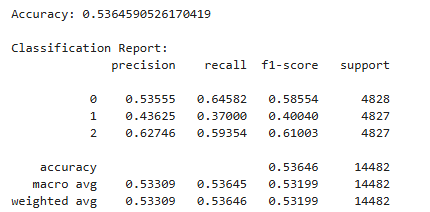 Accuracy: 0.5364590526170419
Classification Report:
precision recall f1-score support
0 0.53555 0.64582 0.58554 4828
1 0.43625 0.37000 0.40040 4827
2 0.62746 0.59354 0.61003 4827
accuracy 0.53646 14482
macro avg 0.53309 0.53645 0.53199 14482
weighted avg 0.53309 0.53646 0.53199 14482